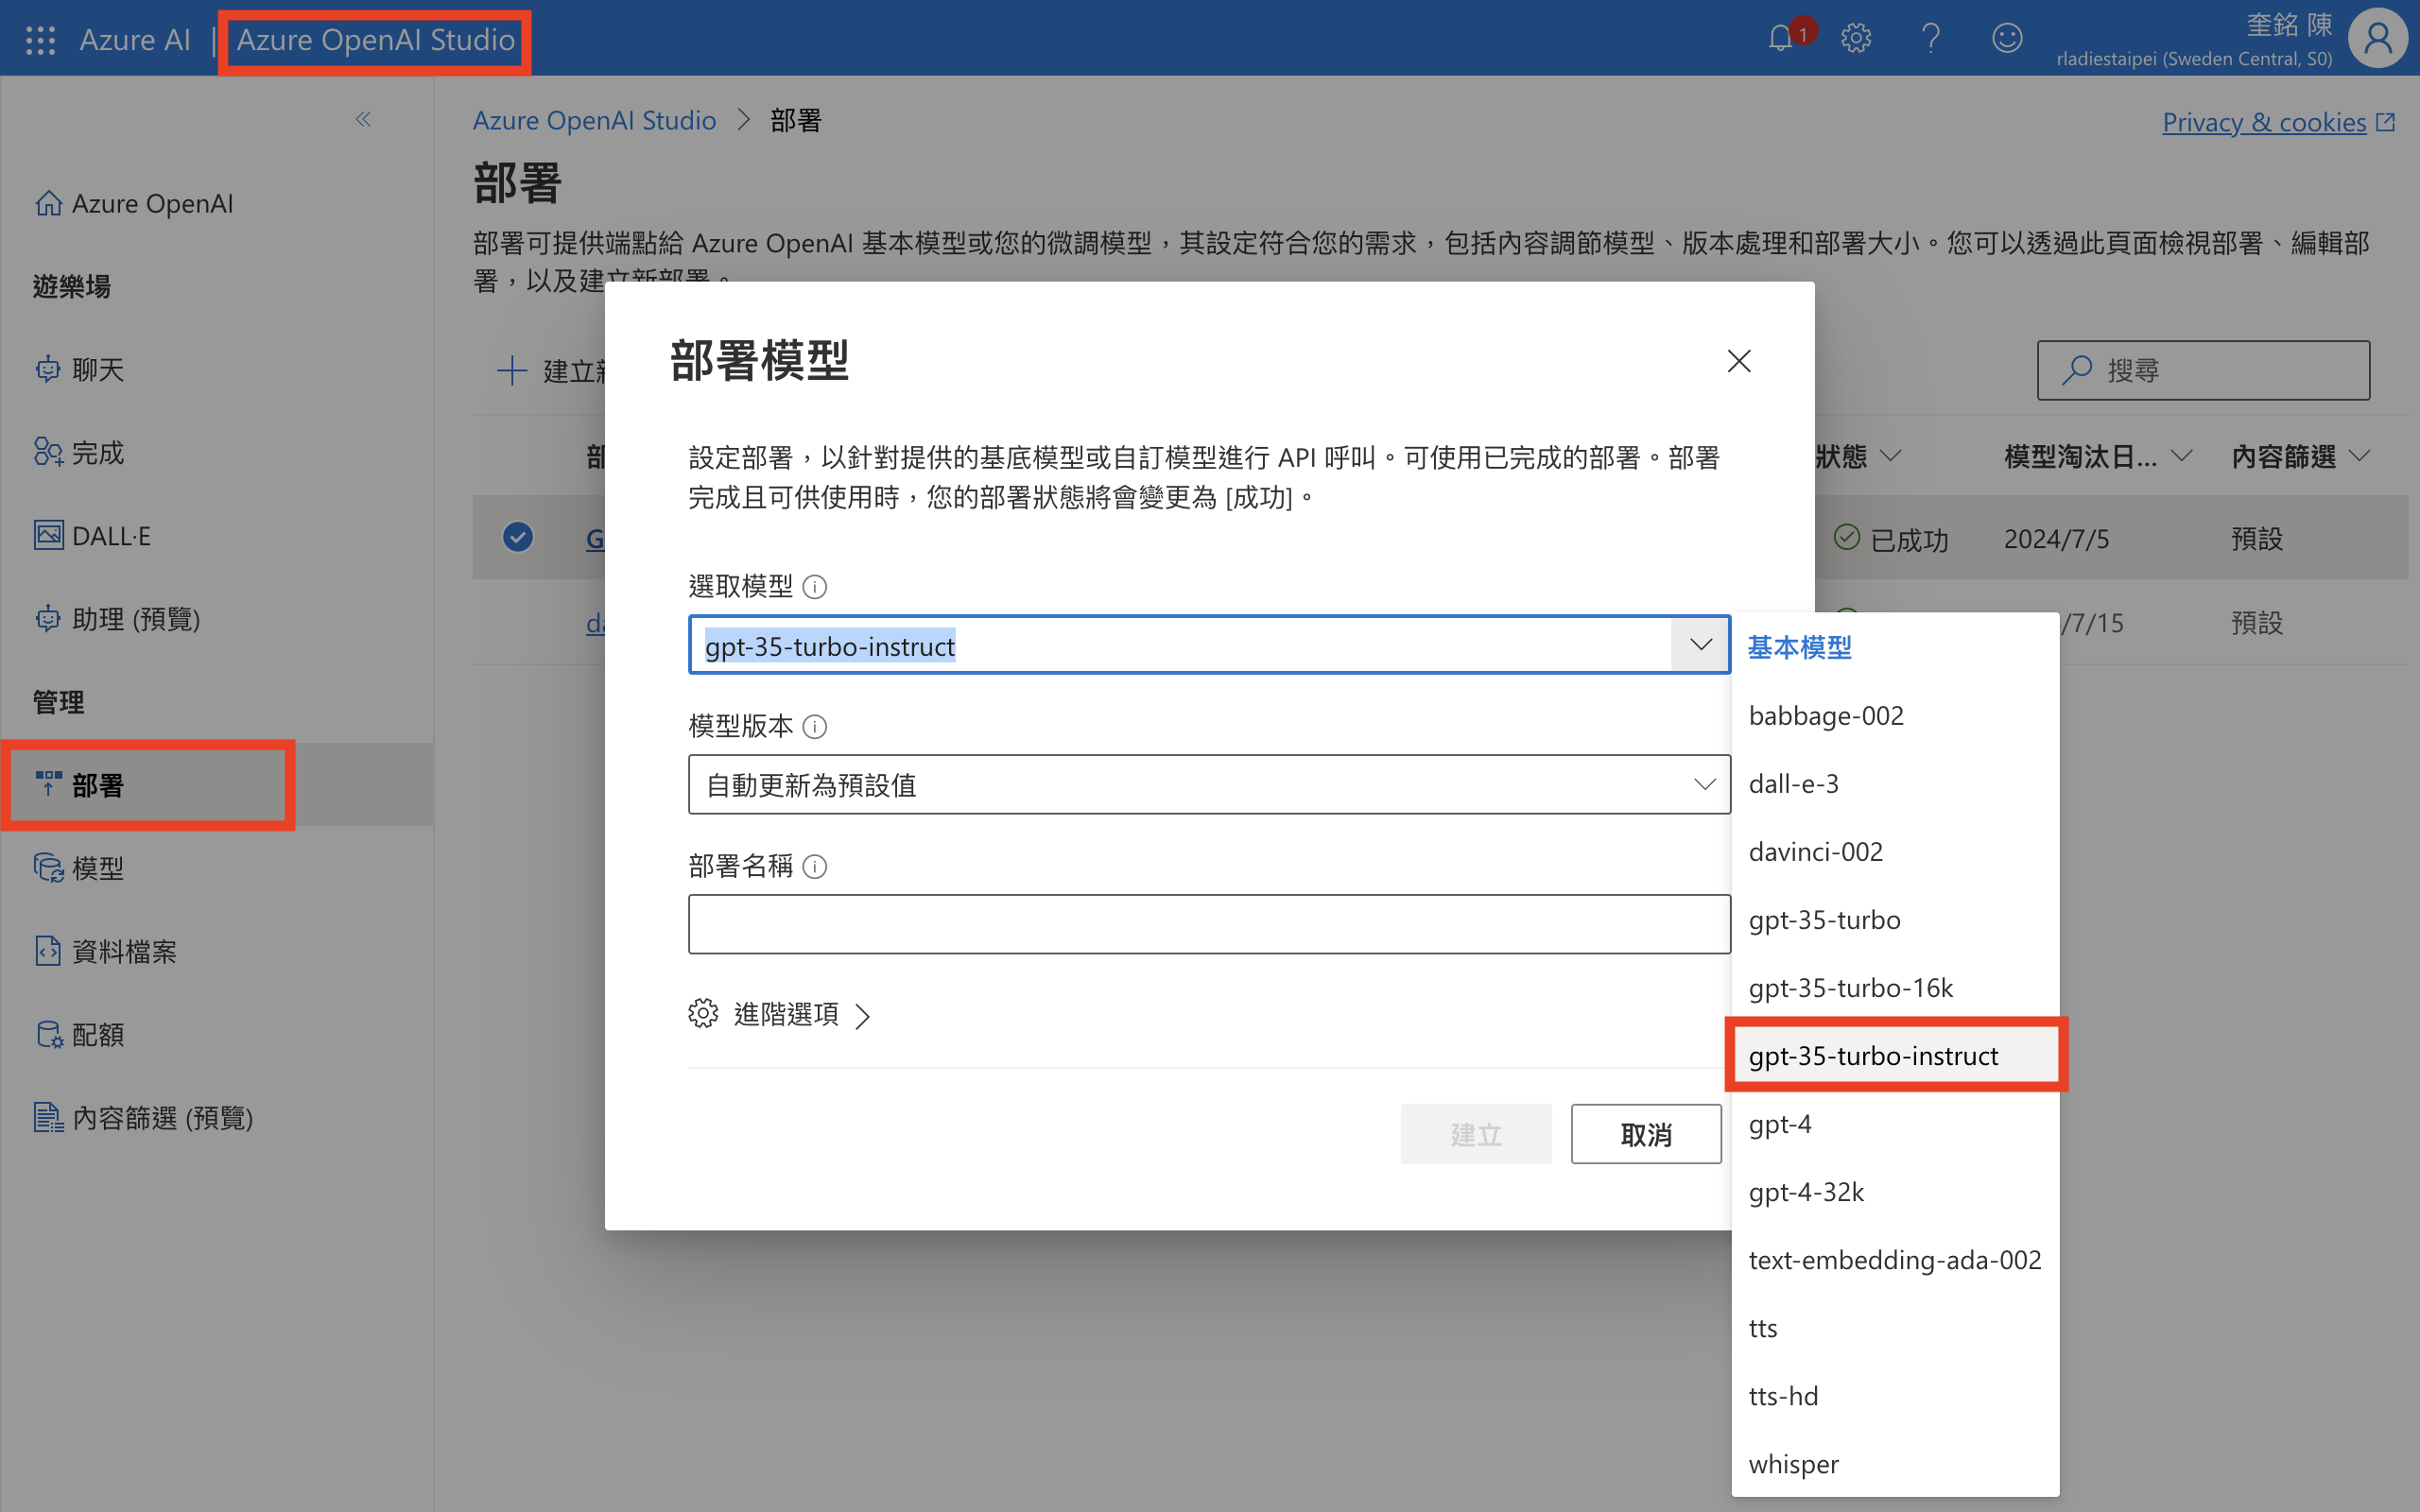 Azure AI | Azure OpenAI Studio
1
奎銘 陳
rladiestaipei (Sweden Central, S0)
Azure OpenAI
遊樂場
聊天
完成
DALL·E
助理 (預覽)
管理
部署
模型
資料檔案
配額
內容篩選 (預覽)
Azure OpenAI Studio > 部署
Privacy & cookies
部署
部署可提供端點給 Azure OpenAI 基本模型或您的微調模型，其設定符合您的需求，包括內容調節模型、版本處理和部署大小。您可以透過此頁面檢視部署、編輯部
署，以及建立新部署。
建立新
搜尋
部
狀態
模型淘汰日...
內容篩選
G
已成功
2024/7/5
預設
da
/7/15
預設
部署模型
設定部署，以針對提供的基底模型或自訂模型進行 API 呼叫。可使用已完成的部署。部署
完成且可供使用時，您的部署狀態將會變更為 [成功]。
選取模型
gpt-35-turbo-instruct
模型版本
自動更新為預設值
部署名稱
進階選項
建立
取消
基本模型
babbage-002
dall-e-3
davinci-002
gpt-35-turbo
gpt-35-turbo-16k
gpt-35-turbo-instruct
gpt-4
gpt-4-32k
text-embedding-ada-002
tts
tts-hd
whisper